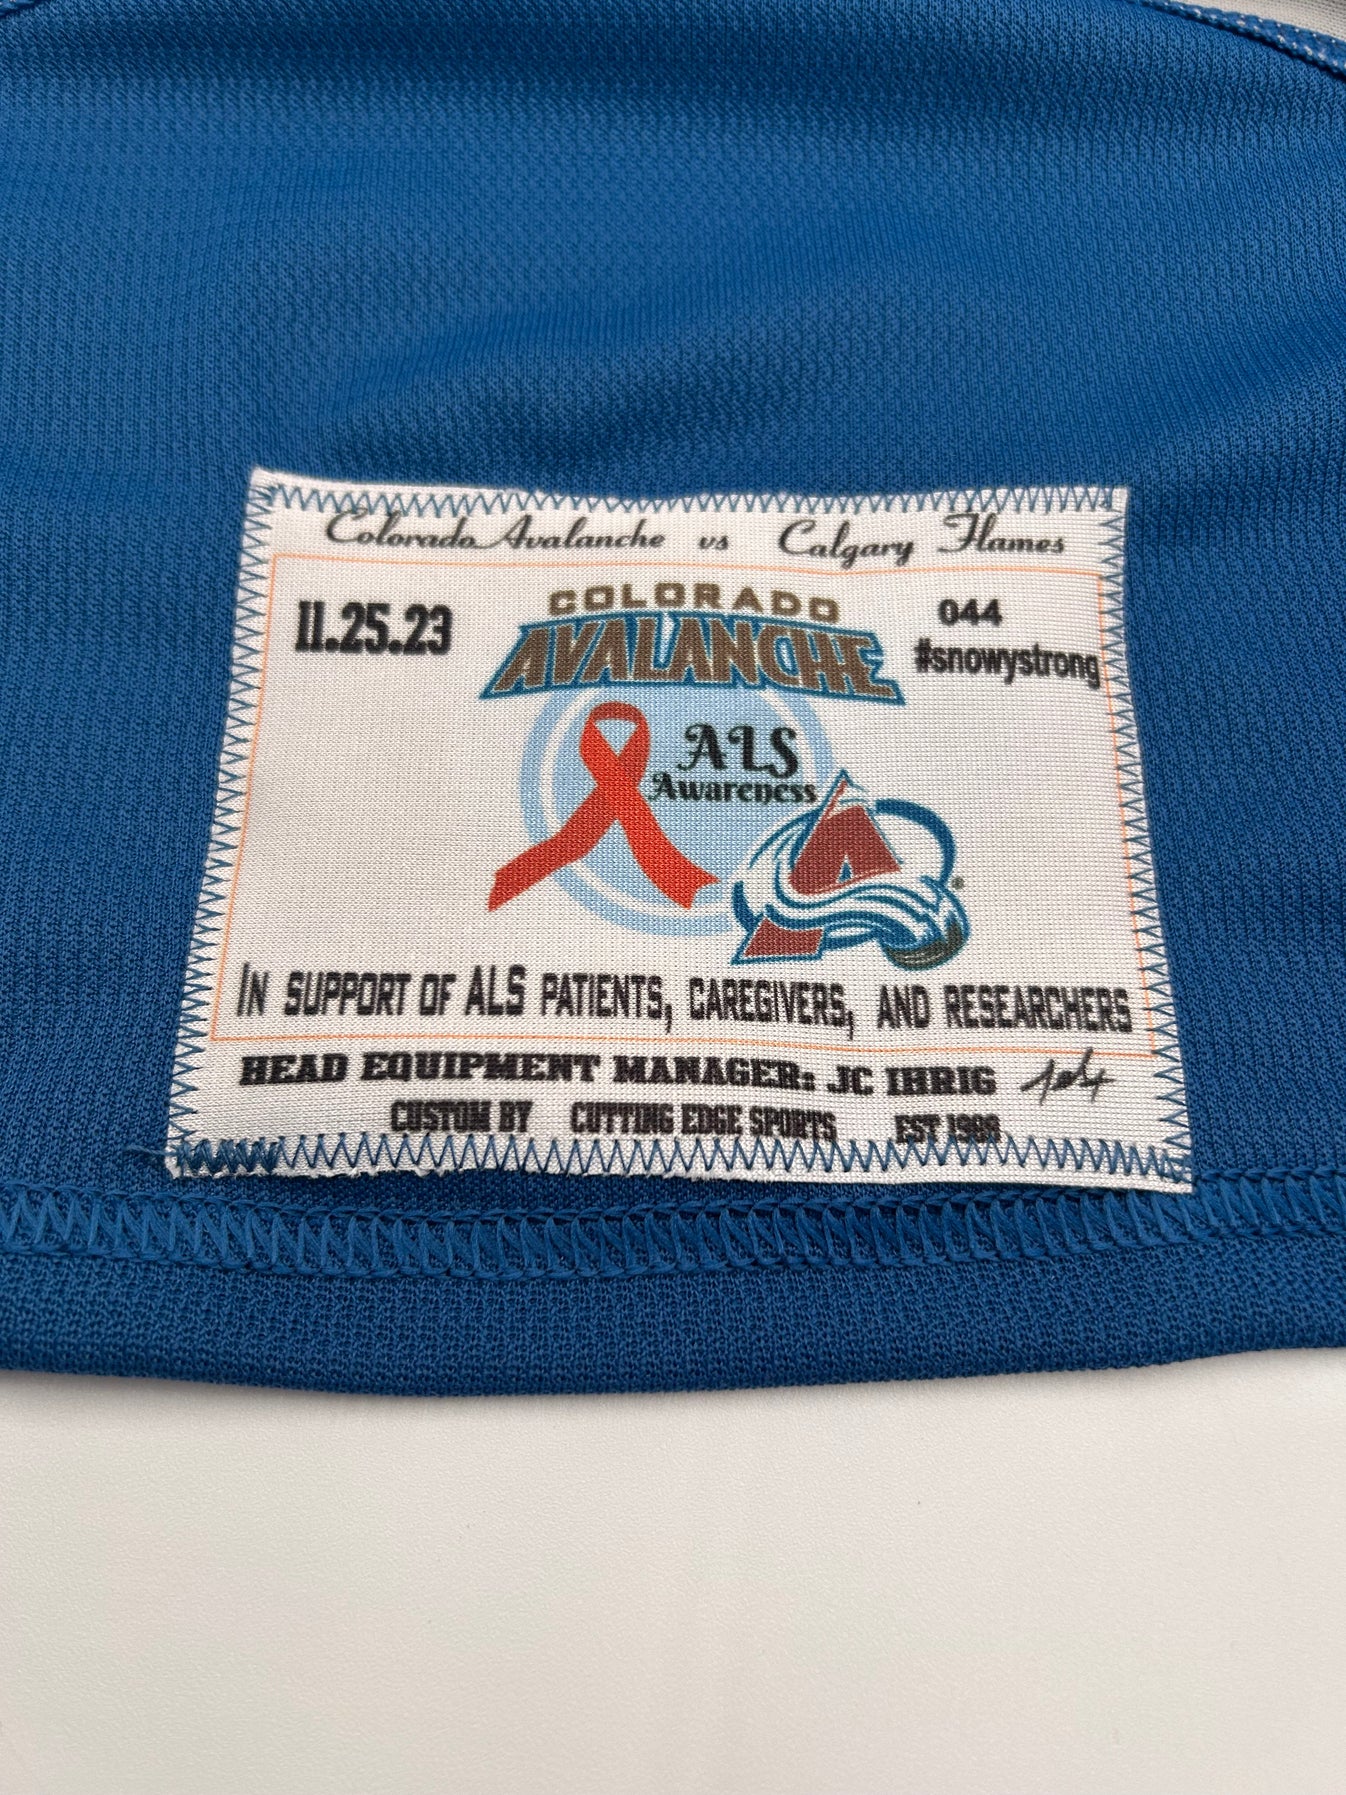 Colorado Avalanche vs Calgary Flames
11.25.23
COLORADO
AVALANCHE
044
#snowystrong
ALS
Awareness
IN SUPPORT OF ALS PATIENTS, CAREGIVERS, AND RESEARCHERS
HEAD EQUIPMENT MANAGER: JC IHRIG
CUSTOM BY CUTTING EDGE SPORTS EST 1988